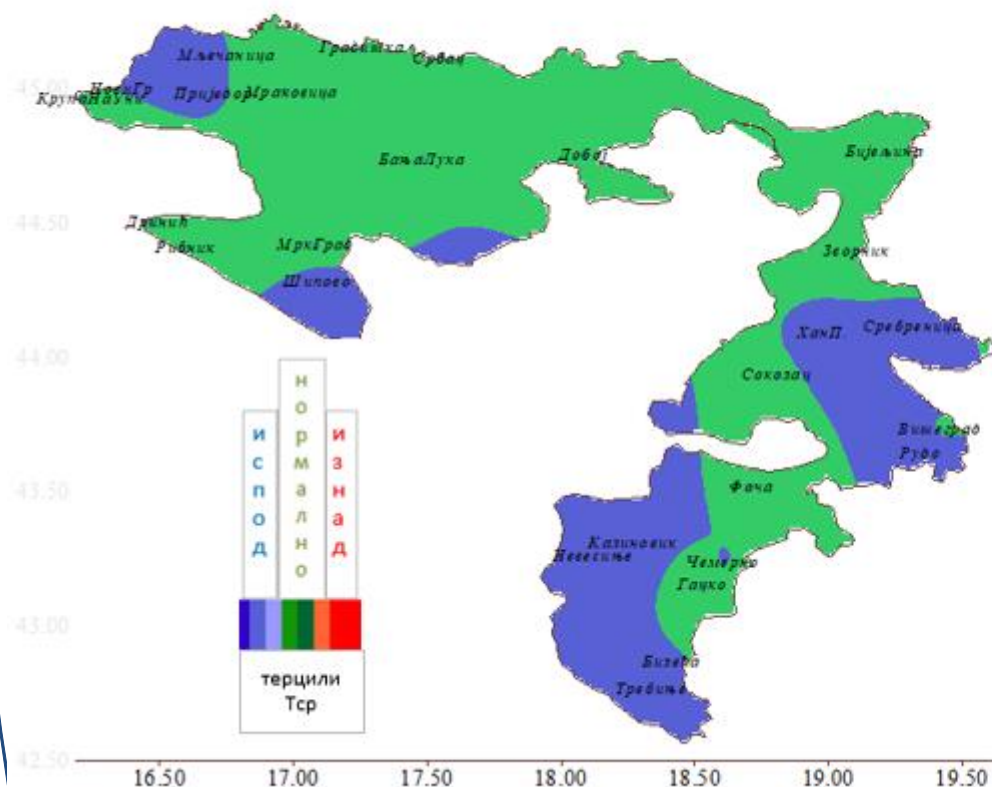 45.00
Мљечаница
Градишка
Србац
НовиГр
КрупаНаУни
Приједор
Мраковица
БањаЛука
Добој
Бијељина
44.50
Дринић
Рибник
МркГрад
Шипово
Зворник
44.00
ХанП.
Сребреница
Соколац
Вишеград
Рудо
43.50
Фоча
Калиновик
Невесиње
Чемерно
Гацко
43.00
Билећа
Требиње
испод
нормално
изнад
терцили
Тср
42.50
16.50 17.00 17.50 18.00 18.50 19.00 19.50